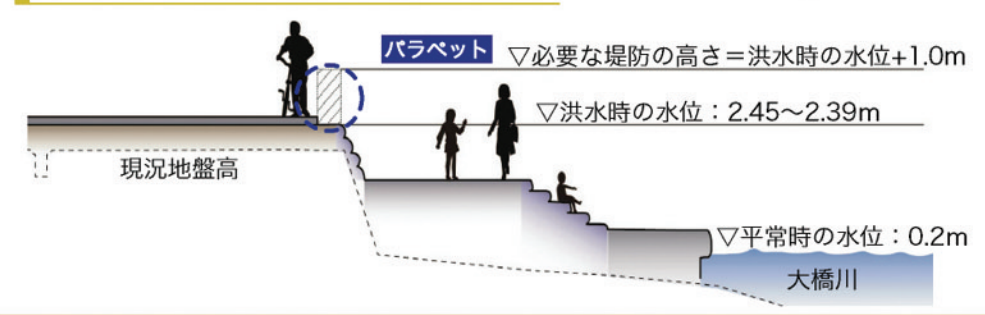 パラペット
▽必要な堤防の高さ＝洪水時の水位+1.0m
▽洪水時の水位：2.45～2.39m
現況地盤高
▽平常時の水位：0.2m
大橋川